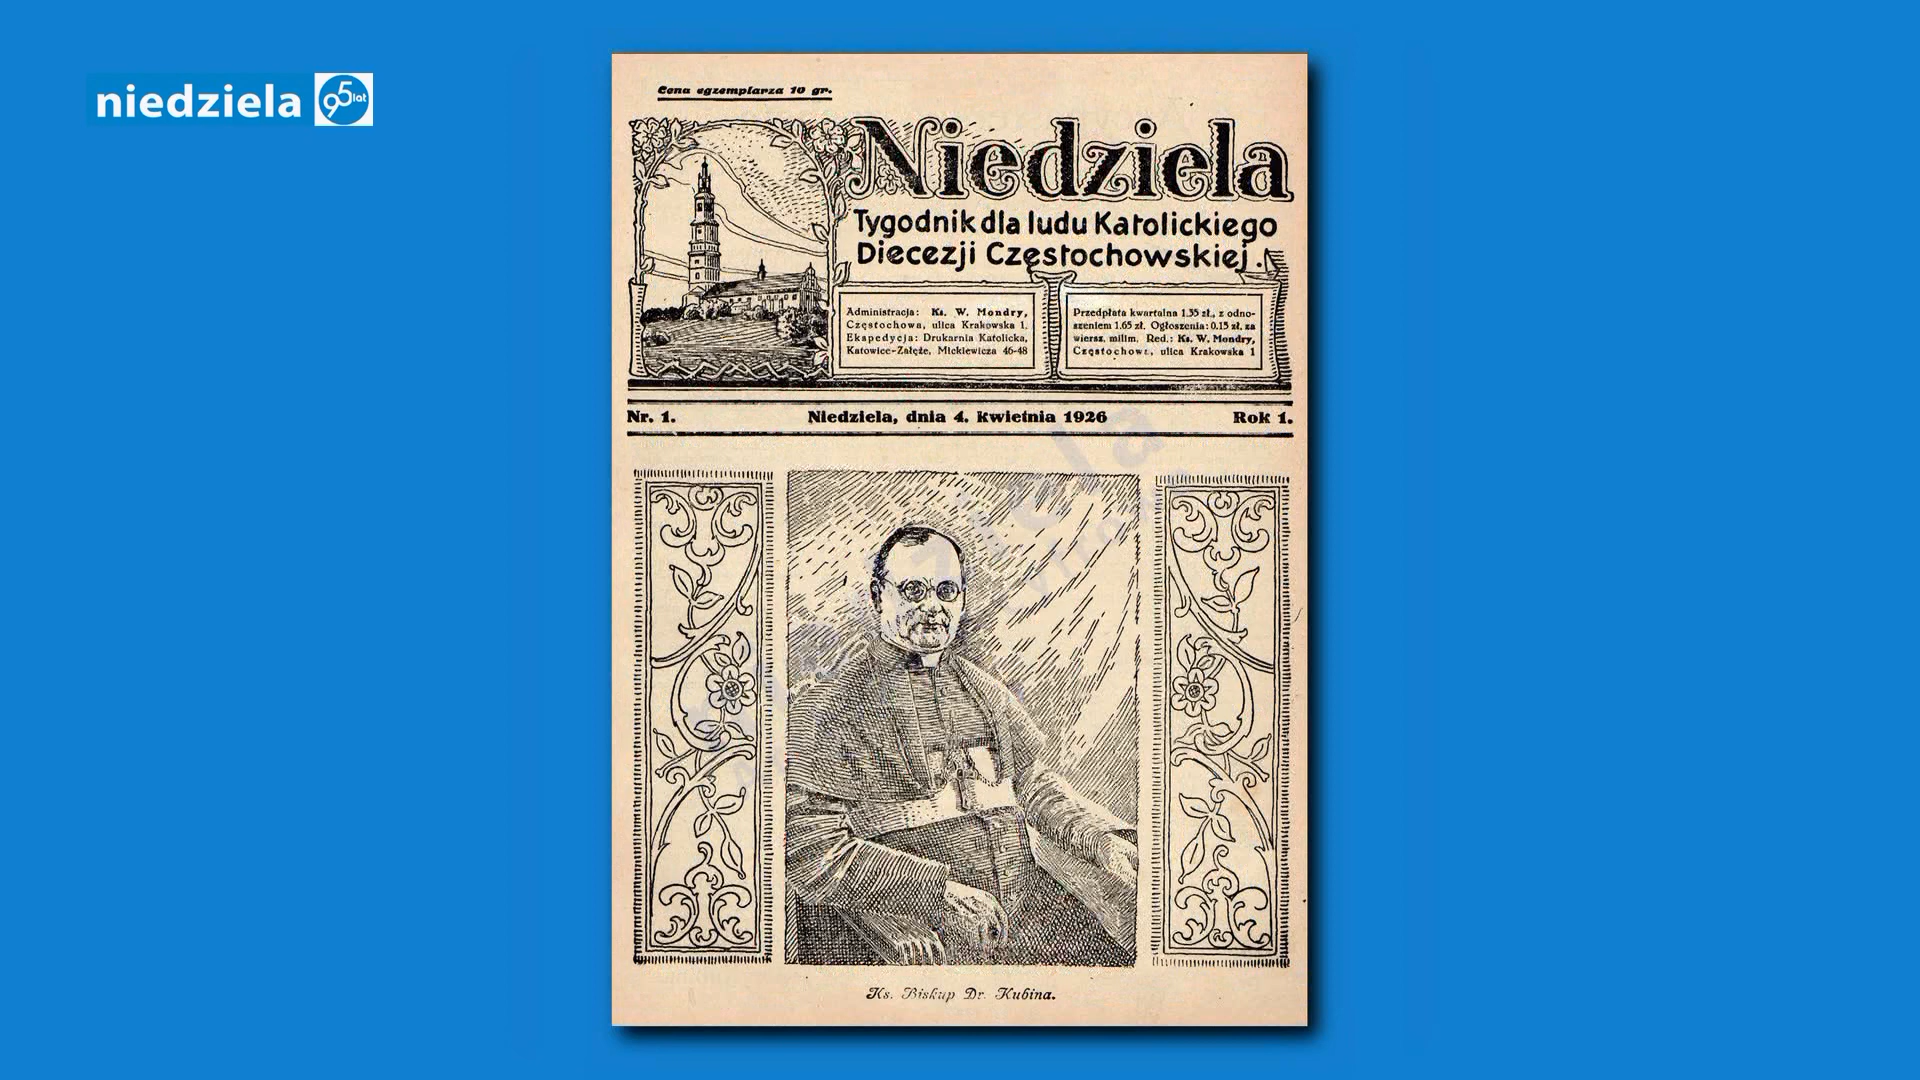 niedziela 95 lat
Cena egzemplarza 10 gr.
Niedziela
Tygodnik dla ludu Katolickiego
Diecezji Częstochowskiej.
Administracja: Ks. W. Mondry,
Częstochowa, ulica Krakowska 1.
Ekspedycja: Drukarnia Katolicka,
Katowice-Załęże, Mickiewicza 46-48
Przedpłata kwartalna 1.35 zł., z odno-
szeniem 1.65 zł. Ogłoszenia: 0.15 zł. za
wiersz. milim. Red.: Ks. W. Mondry,
Częstochowa, ulica Krakowska 1
Nr. 1. Niedziela, dnia 4. kwietnia 1926 Rok 1.
Ks. Biskup Dr. Kubina.